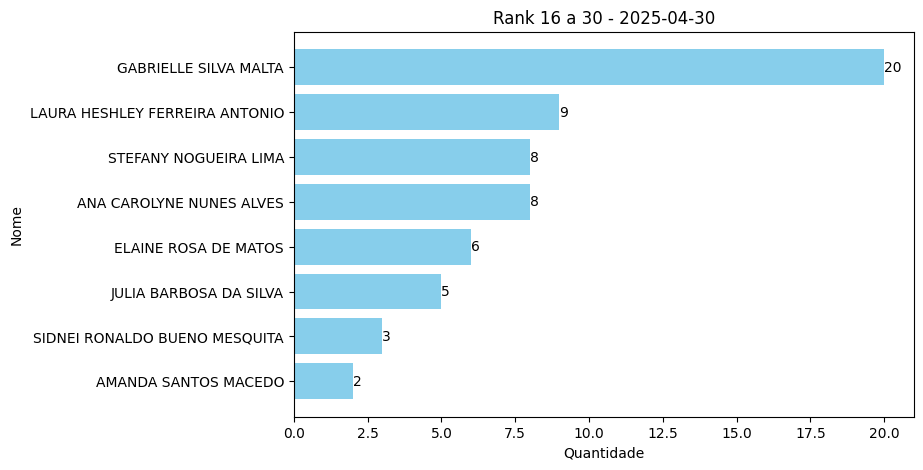 Rank 16 a 30 - 2025-04-30
GABRIELLE SILVA MALTA 20
LAURA HESHLEY FERREIRA ANTONIO 9
STEFANY NOGUEIRA LIMA 8
ANA CAROLYNE NUNES ALVES 8
ELAINE ROSA DE MATOS 6
JULIA BARBOSA DA SILVA 5
SIDNEI RONALDO BUENO MESQUITA 3
AMANDA SANTOS MACEDO 2
Nome
0.0 2.5 5.0 7.5 10.0 12.5 15.0 17.5 20.0
Quantidade